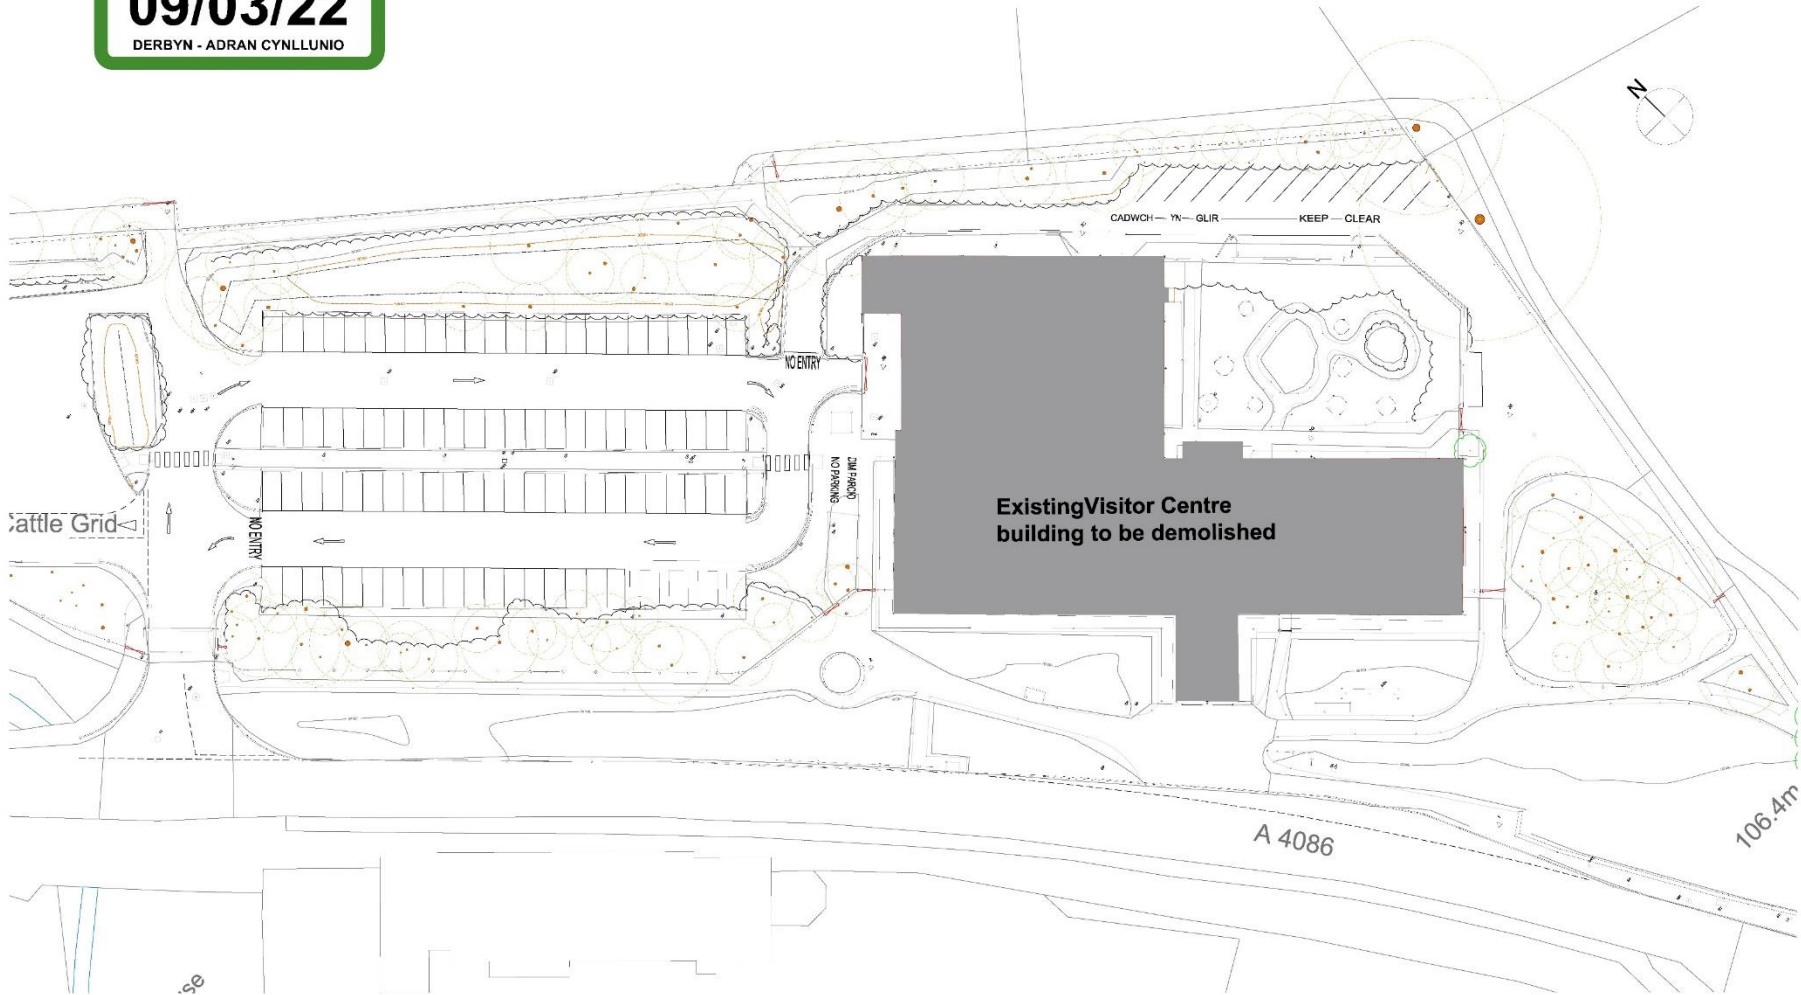 09/03/22
DERBYN - ADRAN CYNLLUNIO
N
CADWCH YN GLIR KEEP CLEAR
NO ENTRY
DIM PARCIO
NO PARKING
Cattle Grid
NO ENTRY
ExistingVisitor Centre
building to be demolished
A 4086
106.4m
se